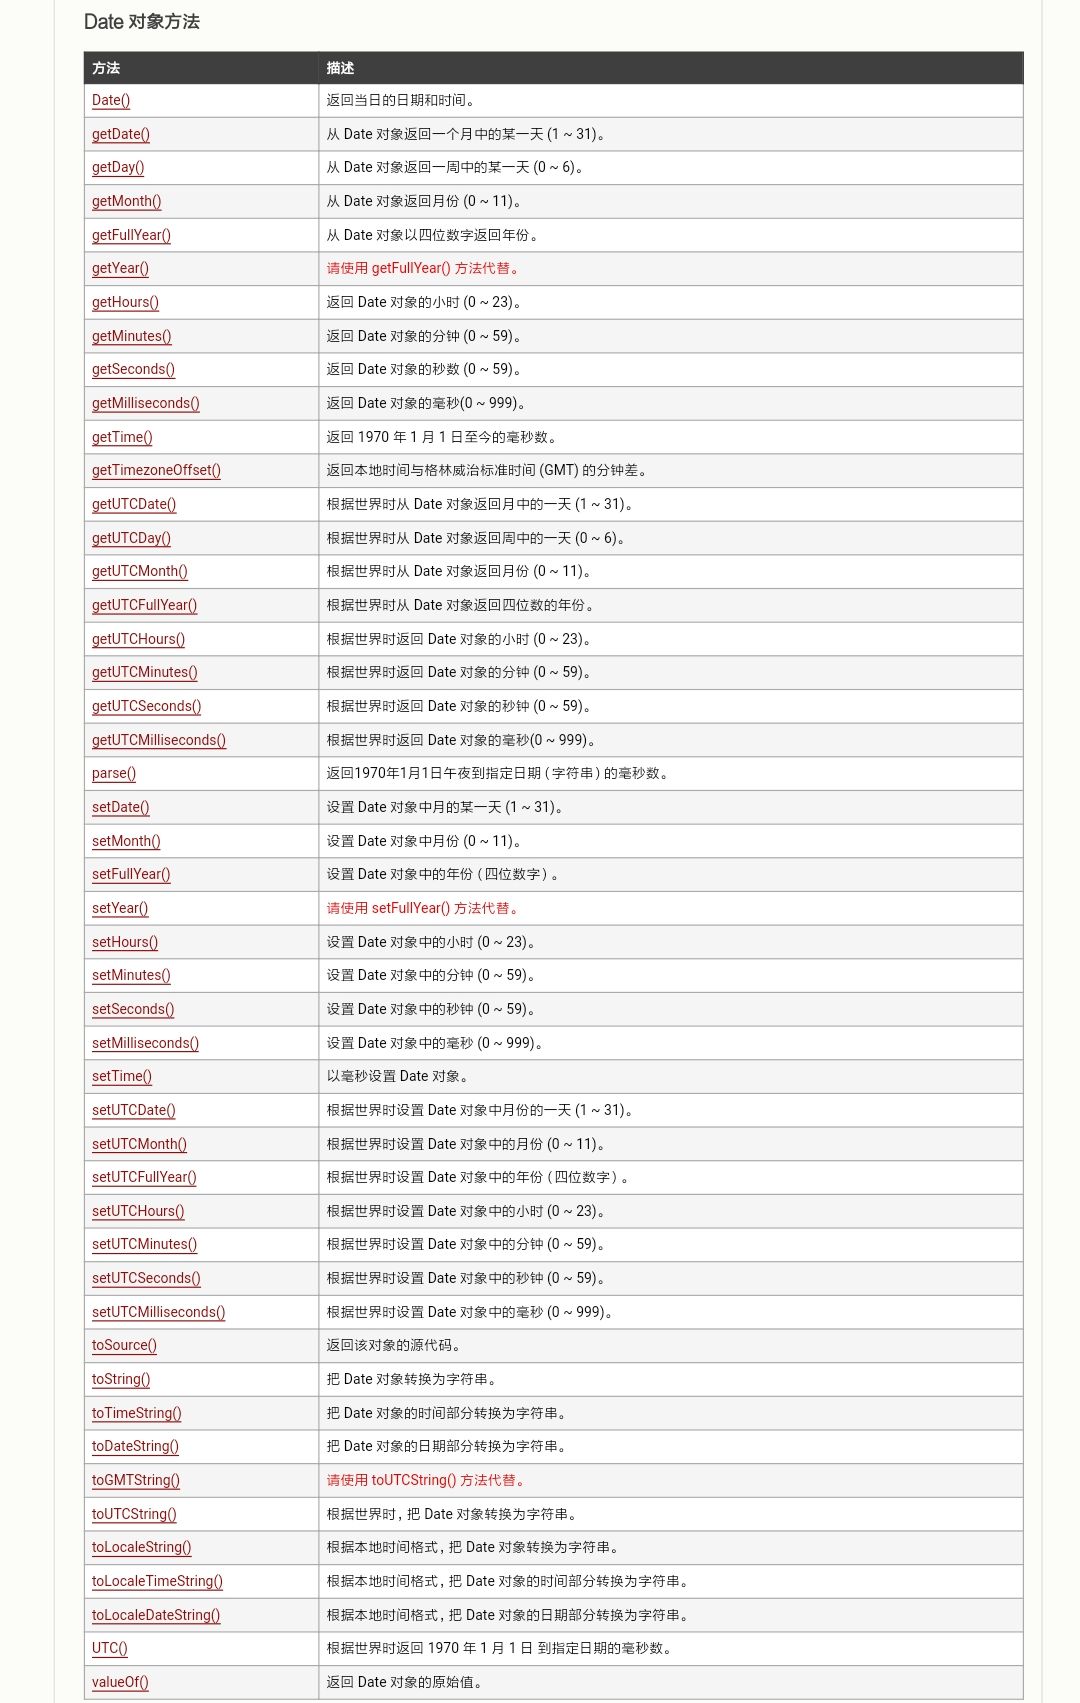 Date 对象方法
方法 描述
Date() 返回当日的日期和时间。
getDate() 从 Date 对象返回一个月中的某一天 (1 ~ 31)。
getDay() 从 Date 对象返回一周中的某一天 (0 ~ 6)。
getMonth() 从 Date 对象返回月份 (0 ~ 11)。
getFullYear() 从 Date 对象以四位数字返回年份。
getYear() 请使用 getFullYear() 方法代替。
getHours() 返回 Date 对象的小时 (0 ~ 23)。
getMinutes() 返回 Date 对象的分钟 (0 ~ 59)。
getSeconds() 返回 Date 对象的秒数 (0 ~ 59)。
getMilliseconds() 返回 Date 对象的毫秒(0 ~ 999)。
getTime() 返回 1970 年 1 月 1 日至今的毫秒数。
getTimezoneOffset() 返回本地时间与格林威治标准时间 (GMT) 的分钟差。
getUTCDate() 根据世界时从 Date 对象返回月中的一天 (1 ~ 31)。
getUTCDay() 根据世界时从 Date 对象返回周中的一天 (0 ~ 6)。
getUTCMonth() 根据世界时从 Date 对象返回月份 (0 ~ 11)。
getUTCFullYear() 根据世界时从 Date 对象返回四位数的年份。
getUTCHours() 根据世界时返回 Date 对象的小时 (0 ~ 23)。
getUTCMinutes() 根据世界时返回 Date 对象的分钟 (0 ~ 59)。
getUTCSeconds() 根据世界时返回 Date 对象的秒钟 (0 ~ 59)。
getUTCMilliseconds() 根据世界时返回 Date 对象的毫秒(0 ~ 999)。
parse() 返回1970年1月1日午夜到指定日期（字符串）的毫秒数。
setDate() 设置 Date 对象中月的某一天 (1 ~ 31)。
setMonth() 设置 Date 对象中月份 (0 ~ 11)。
setFullYear() 设置 Date 对象中的年份（四位数字）。
setYear() 请使用 setFullYear() 方法代替。
setHours() 设置 Date 对象中的小时 (0 ~ 23)。
setMinutes() 设置 Date 对象中的分钟 (0 ~ 59)。
setSeconds() 设置 Date 对象中的秒钟 (0 ~ 59)。
setMilliseconds() 设置 Date 对象中的毫秒 (0 ~ 999)。
setTime() 以毫秒设置 Date 对象。
setUTCDate() 根据世界时设置 Date 对象中月份的一天 (1 ~ 31)。
setUTCMonth() 根据世界时设置 Date 对象中的月份 (0 ~ 11)。
setUTCFullYear() 根据世界时设置 Date 对象中的年份（四位数字）。
setUTCHours() 根据世界时设置 Date 对象中的小时 (0 ~ 23)。
setUTCMinutes() 根据世界时设置 Date 对象中的分钟 (0 ~ 59)。
setUTCSeconds() 根据世界时设置 Date 对象中的秒钟 (0 ~ 59)。
setUTCMilliseconds() 根据世界时设置 Date 对象中的毫秒 (0 ~ 999)。
toSource() 返回该对象的源代码。
toString() 把 Date 对象转换为字符串。
toTimeString() 把 Date 对象的时间部分转换为字符串。
toDateString() 把 Date 对象的日期部分转换为字符串。
toGMTString() 请使用 toUTCString() 方法代替。
toUTCString() 根据世界时，把 Date 对象转换为字符串。
toLocaleString() 根据本地时间格式，把 Date 对象转换为字符串。
toLocaleTimeString() 根据本地时间格式，把 Date 对象的时间部分转换为字符串。
toLocaleDateString() 根据本地时间格式，把 Date 对象的日期部分转换为字符串。
UTC() 根据世界时返回 1970 年 1 月 1 日 到指定日期的毫秒数。
valueOf() 返回 Date 对象的原始值。